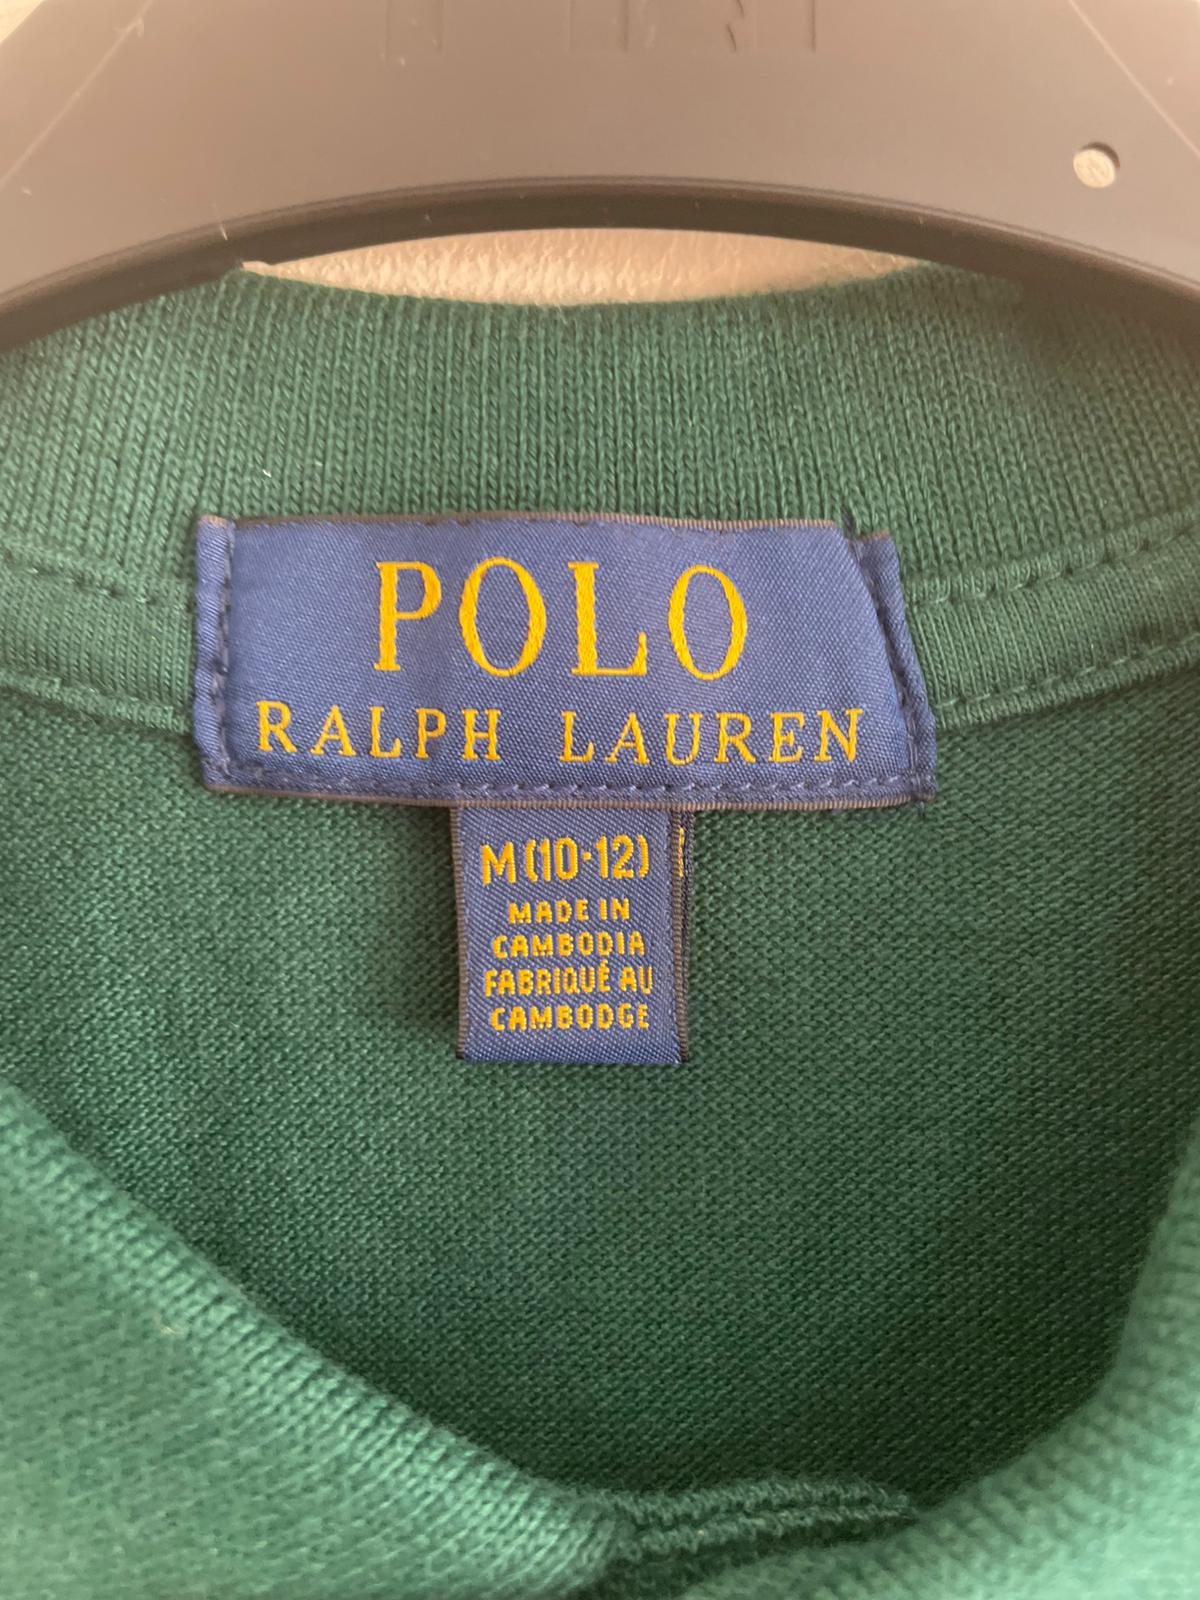 POLO
RALPH LAUREN
M(10-12)
MADE IN
CAMBODIA
FABRIQUÉ AU
CAMBODGE